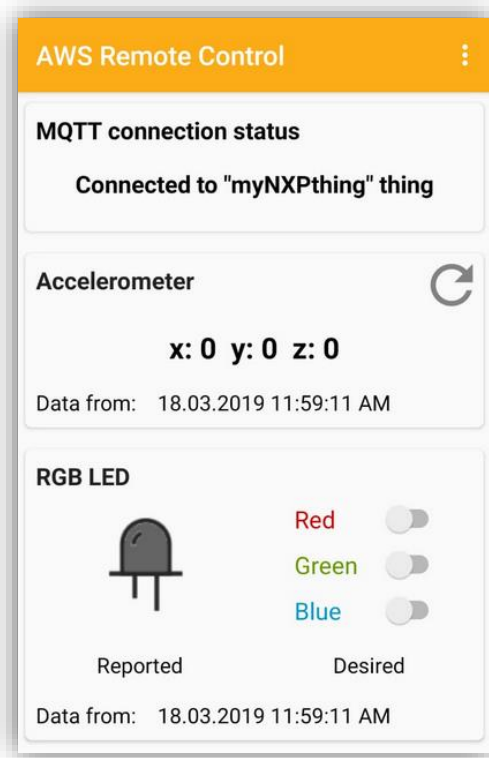 AWS Remote Control
MQTT connection status
Connected to "myNXPthing" thing
Accelerometer
x: 0 y: 0 z: 0
Data from: 18.03.2019 11:59:11 AM
RGB LED
Red
Green
Blue
Reported Desired
Data from: 18.03.2019 11:59:11 AM